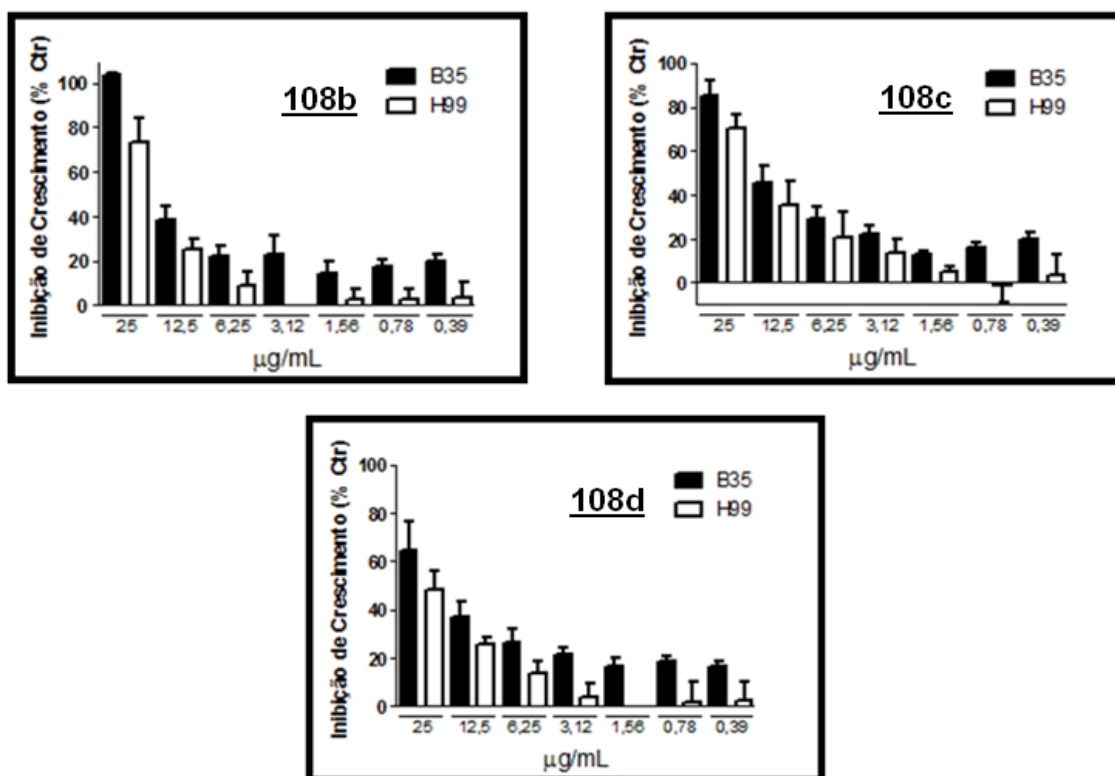 Inibição de Crescimento (% Ctr)
100
80
60
40
20
0
108b
B35
H99
25 12,5 6,25 3,12 1,56 0,78 0,39
μg/mL
Inibição de Crescimento (% Ctr)
100
80
60
40
20
0
108c
B35
H99
25 12,5 6,25 3,12 1,56 0,78 0,39
μg/mL
Inibição de Crescimento (% Ctr)
100
80
60
40
20
0
108d
B35
H99
25 12,5 6,25 3,12 1,56 0,78 0,39
μg/mL